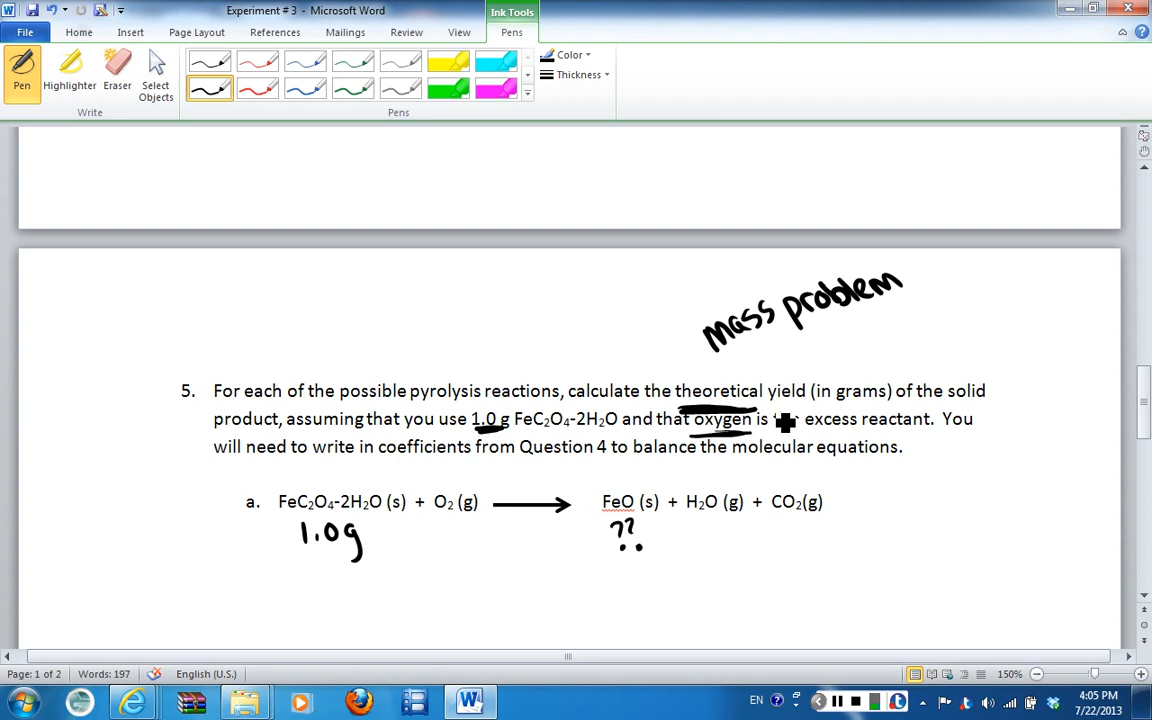 Experiment # 3 - Microsoft Word
Ink Tools
File Home Insert Page Layout References Mailings Review View Pens
Pen Highlighter Eraser Select Objects
Color
Thickness
Write Pens
mass problem
5. For each of the possible pyrolysis reactions, calculate the theoretical yield (in grams) of the solid
product, assuming that you use 1.0 g FeC₂O₄-2H₂O and that oxygen is excess reactant. You
will need to write in coefficients from Question 4 to balance the molecular equations.
a. FeC₂O₄-2H₂O (s) + O₂ (g) ⟶ FeO (s) + H₂O (g) + CO₂(g)
1.0g ??
Page: 1 of 2 Words: 197 English (U.S.) 150%
EN 4:05 PM
7/22/2013